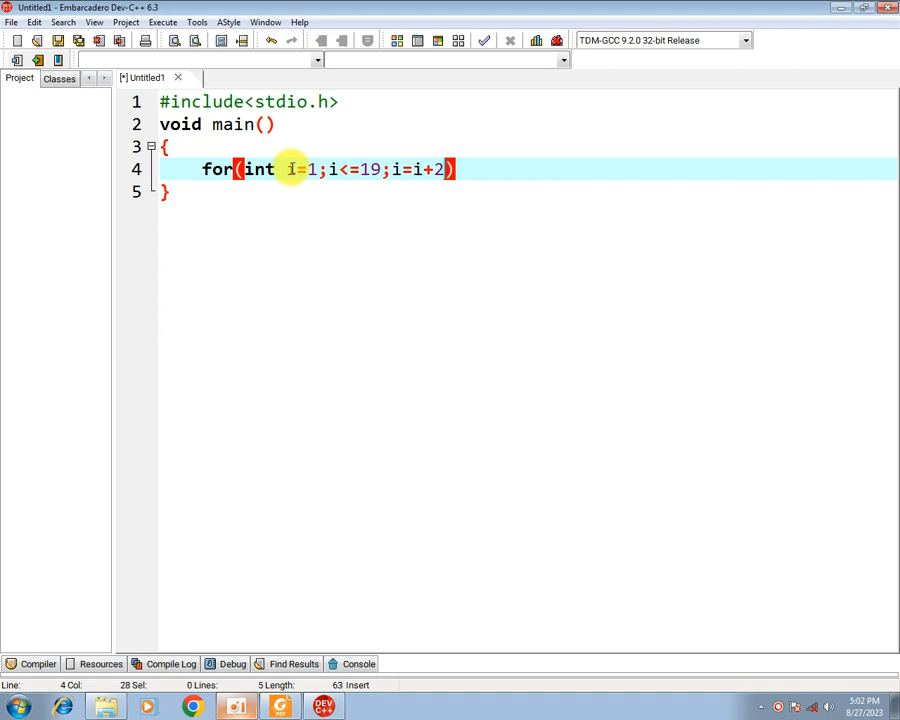 Untitled1 - Embarcadero Dev-C++ 6.3
File Edit Search View Project Execute Tools AStyle Window Help
TDM-GCC 9.2.0 32-bit Release
Project Classes [*] Untitled1
1 #include<stdio.h>
2 void main()
3 {
4 for(int i=1;i<=19;i=i+2)
5 }
Compiler Resources Compile Log Debug Find Results Console
Line: 4 Col: 28 Sel: 0 Lines: 5 Length: 63 Insert
DEV C++
PDF
5:02 PM
8/27/2023